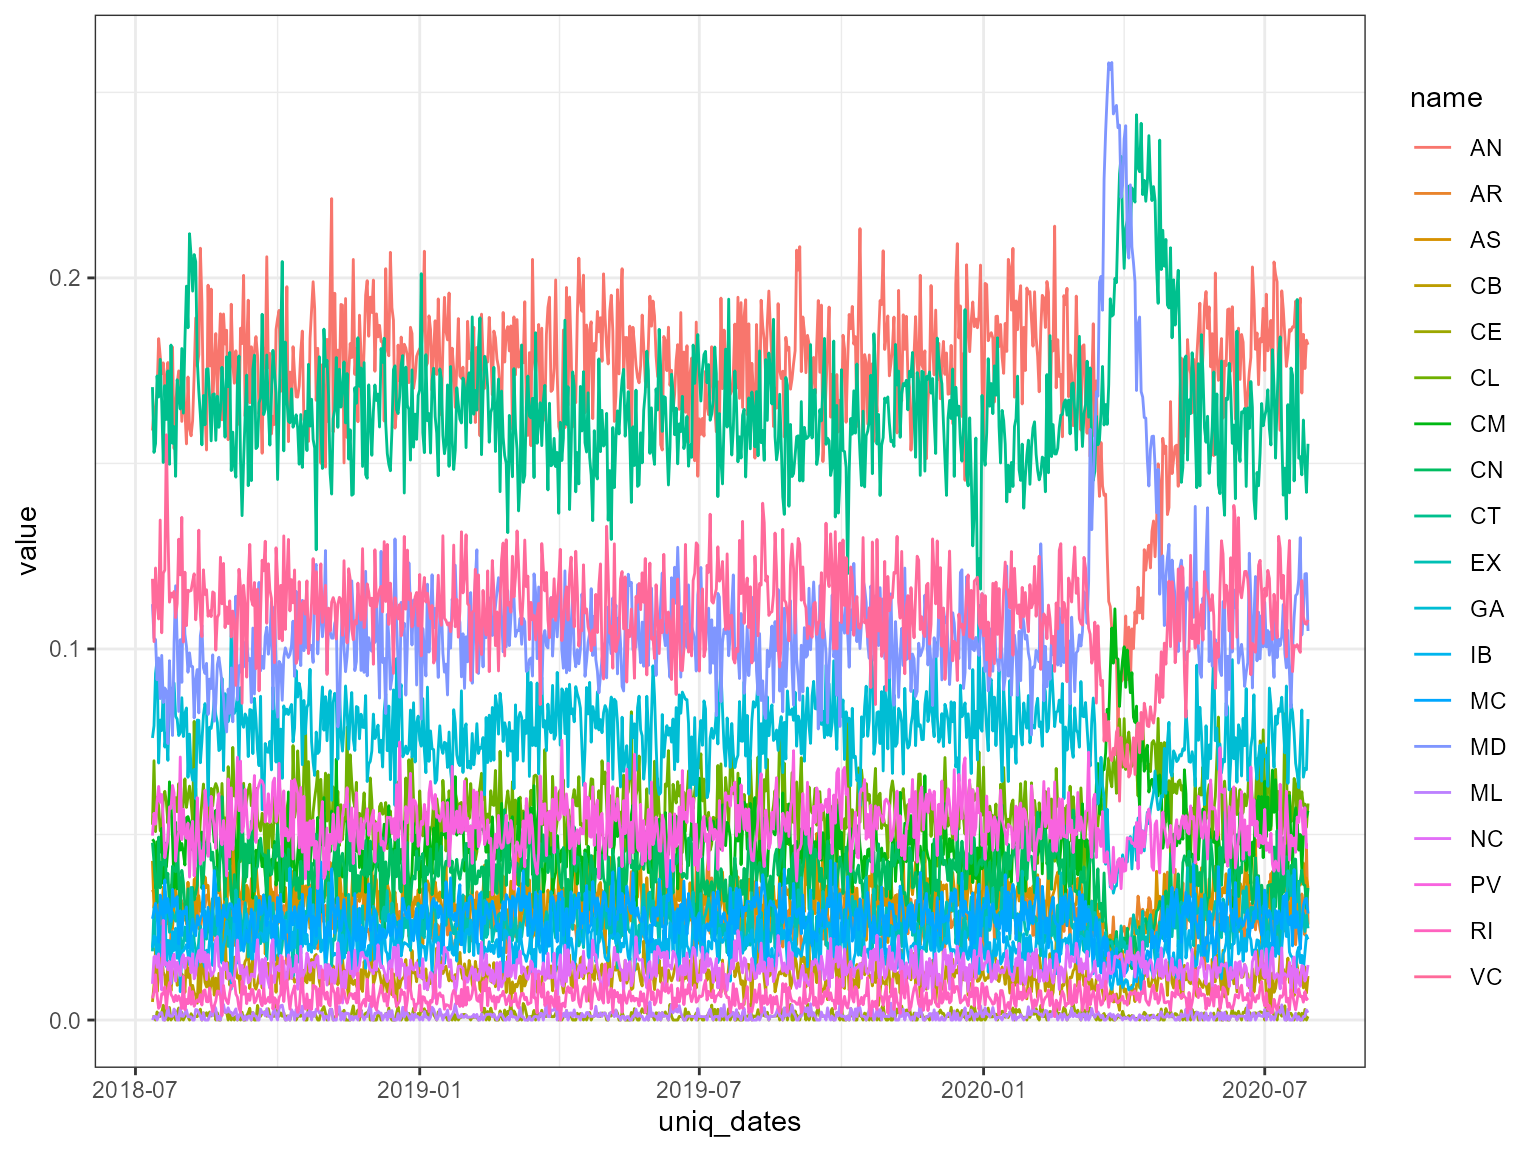 value
0.2
0.1
0.0
2018-07
2019-01
2019-07
2020-01
2020-07
uniq_dates
name
AN
AR
AS
CB
CE
CL
CM
CN
CT
EX
GA
IB
MC
MD
ML
NC
PV
RI
VC